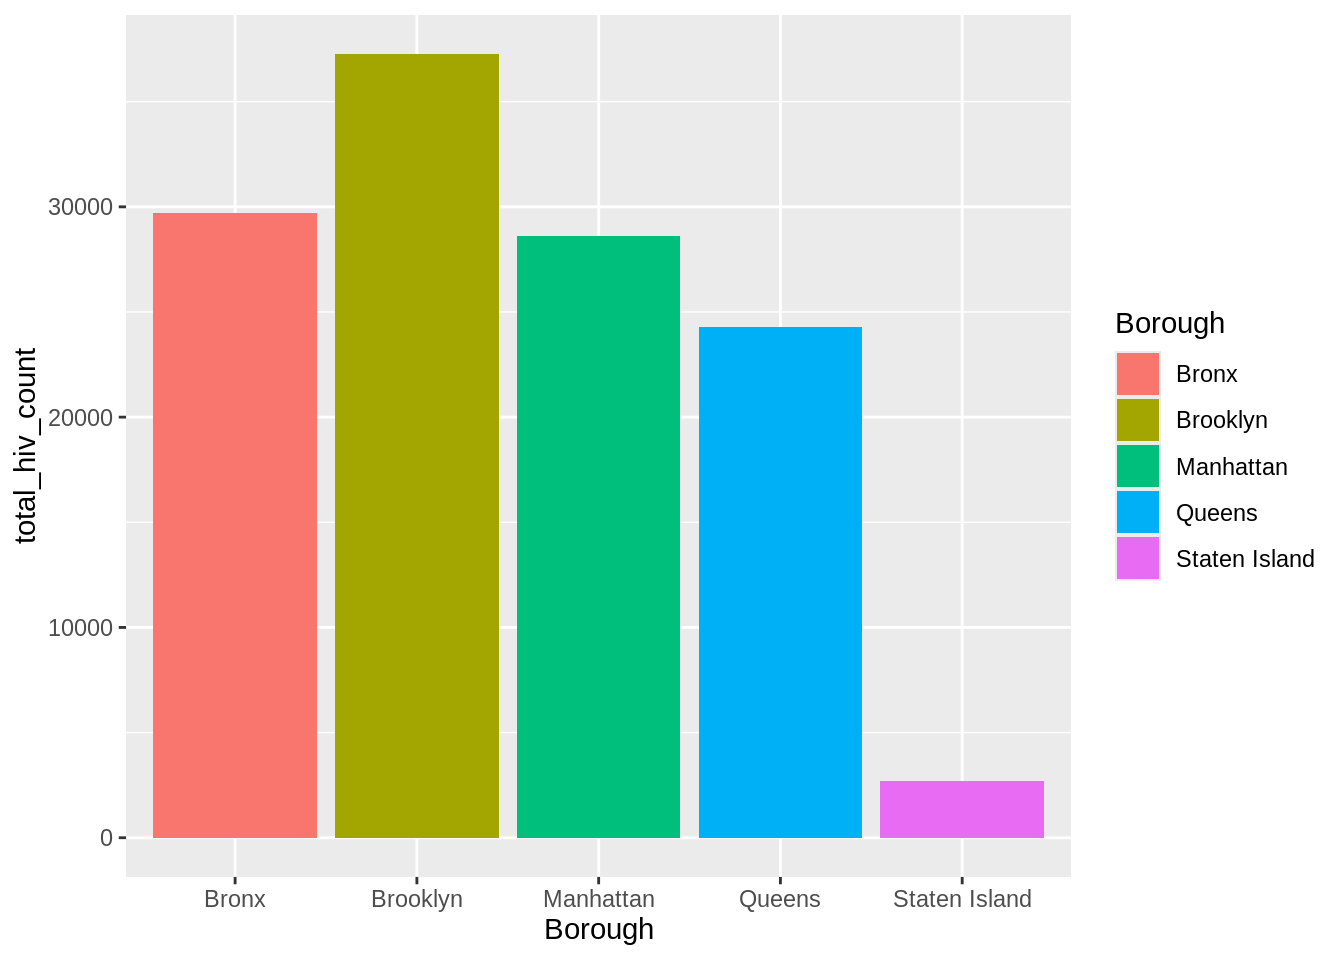 total_hiv_count
30000
20000
10000
0
Bronx
Brooklyn
Manhattan
Queens
Staten Island
Borough
Borough
Bronx
Brooklyn
Manhattan
Queens
Staten Island